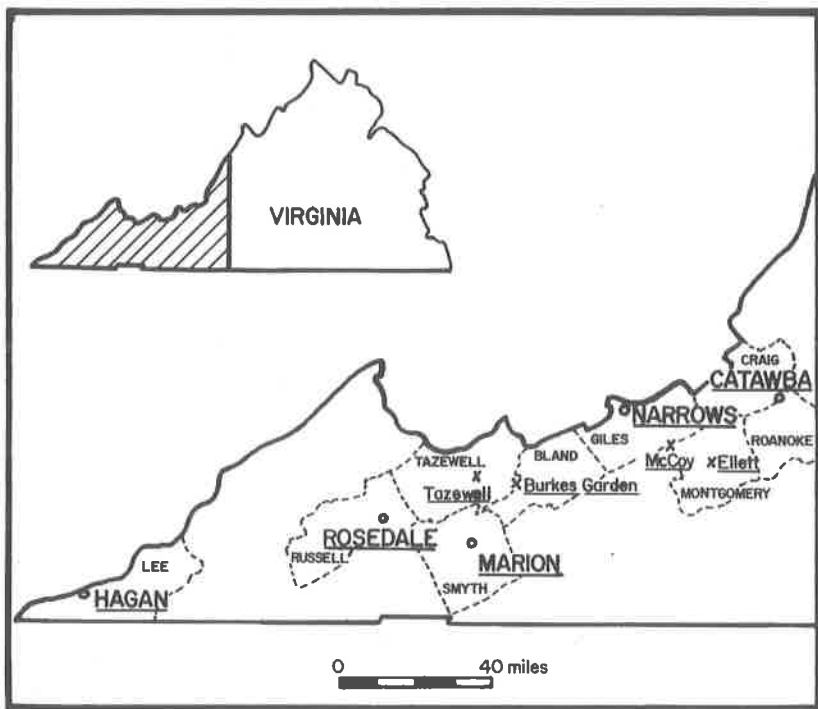 VIRGINIA
CRAIG
CATAWBA
NARROWS
ROANOKE
GILES
BLAND
TAZEWELL
McCoy
Ellett
Tazewell
Burkes Garden
MONTGOMERY
ROSEDALE
RUSSELL
MARION
LEE
SMYTH
HAGAN
0 40 miles